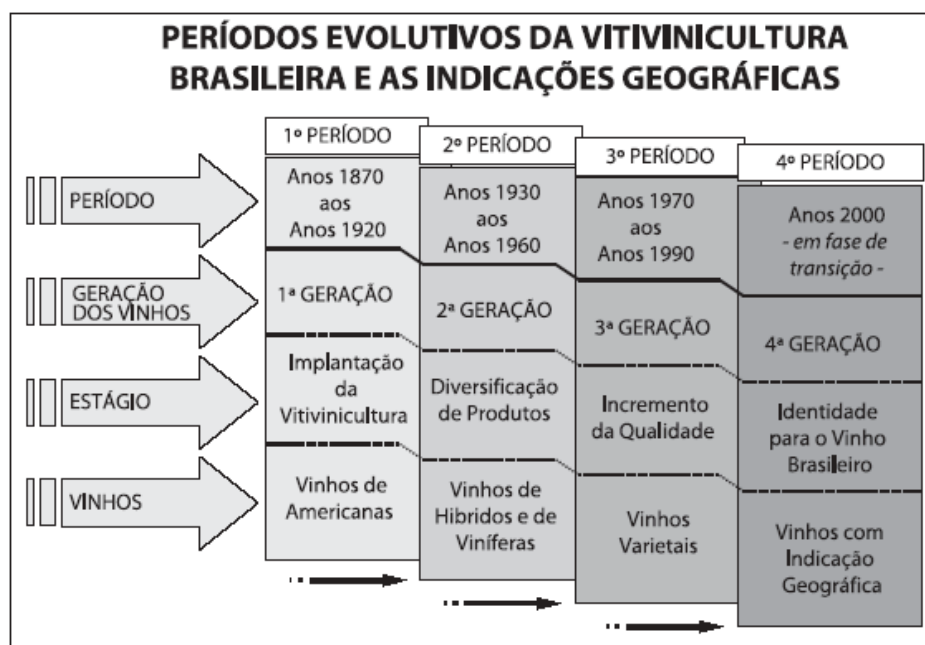 PERÍODOS EVOLUTIVOS DA VITIVINICULTURA
BRASILEIRA E AS INDICAÇÕES GEOGRÁFICAS
1º PERÍODO
2º PERÍODO
3º PERÍODO
4º PERÍODO
PERÍODO
Anos 1870
aos
Anos 1920
Anos 1930
aos
Anos 1960
Anos 1970
aos
Anos 1990
Anos 2000
- em fase de
transição -
GERAÇÃO
DOS VINHOS
1ª GERAÇÃO
2ª GERAÇÃO
3ª GERAÇÃO
4ª GERAÇÃO
ESTÁGIO
Implantação
da
Vitivinicultura
Diversificação
de Produtos
Incremento
da Qualidade
Identidade
para o Vinho
Brasileiro
VINHOS
Vinhos de
Americanas
Vinhos de
Hibridos e de
Viníferas
Vinhos
Varietais
Vinhos com
Indicação
Geográfica